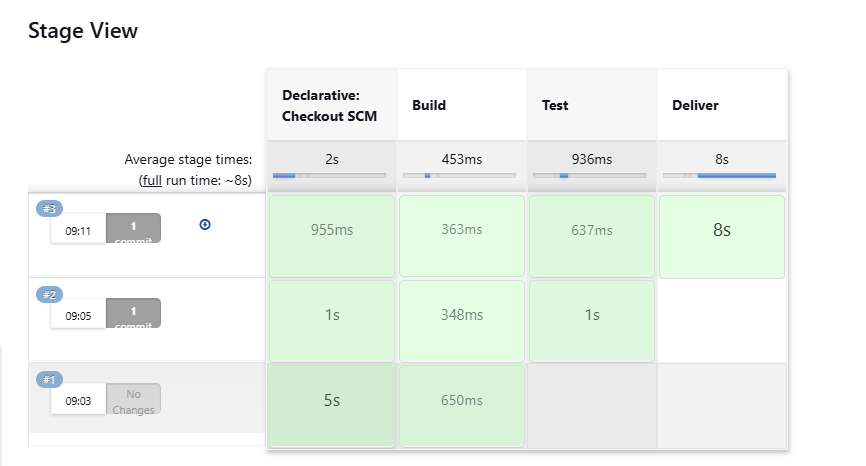 Stage View
Declarative:
Checkout SCM
Build
Test
Deliver
Average stage times:
(full run time: ~8s)
2s
453ms
936ms
8s
#3
09:11
1
commit
955ms
363ms
637ms
8s
#2
09:05
1
commit
1s
348ms
1s
#1
09:03
No
Changes
5s
650ms